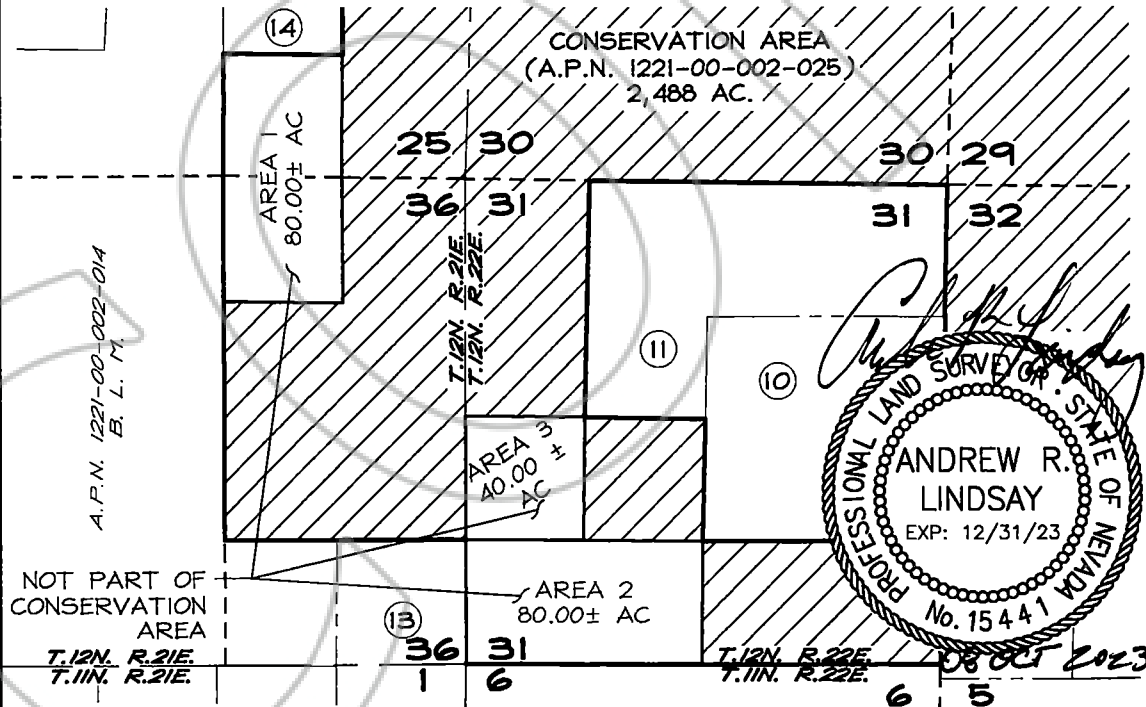 14
CONSERVATION AREA
(A.P.N. 1221-00-002-025)
2,488 AC.
AREA 1
80.00± AC
25 30
30 29
36 31
31 32
T.12N. R.21E.
T.12N. R.22E.
A.P.N. 1221-00-002-014
B. L. M.
11
10
AREA 3
40.00 ±
AC
PROFESSIONAL LAND SURVEYOR . STATE OF NEVADA
ANDREW R.
LINDSAY
EXP: 12/31/23
No. 15441
NOT PART OF
CONSERVATION
AREA
AREA 2
80.00± AC
13
36 31
T.12N. R.21E.
T.11N. R.21E.
1 6
T.12N. R.22E.
T.11N. R.22E.
OCT 2023
6 5